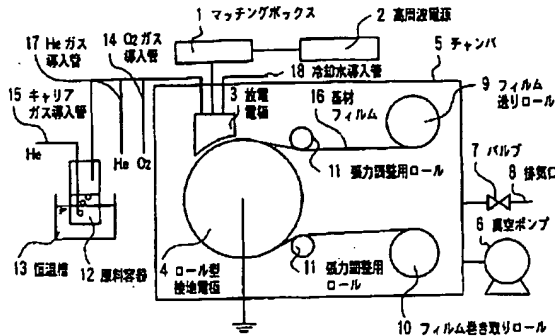 1 マッチングボックス
2 高周波電源
17 Heガス
導入管
14 O2ガス
導入管
18 冷却水導入管
5 チャンバ
15 キャリア
ガス導入管
3 放電
電極
16 基材
フィルム
9 フィルム
送りロール
He
He
O2
11 張力調整用ロール
7 バルブ
8 排気口
6 真空ポンプ
13 恒温槽
12 原料容器
4 ロール型
接地電極
11 張力調整用
ロール
10 フィルム巻き取りロール